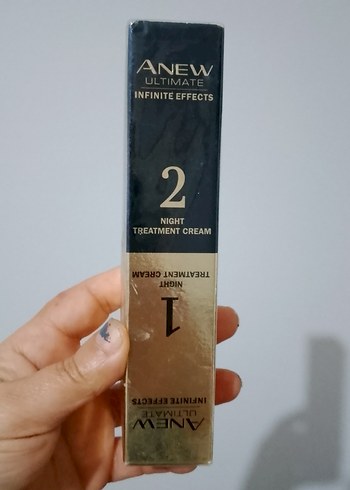 ANEW
ULTIMATE
INFINITE EFFECTS
2
NIGHT
TREATMENT CREAM
ANEW
ULTIMATE
INFINITE EFFECTS
1
NIGHT
TREATMENT CREAM